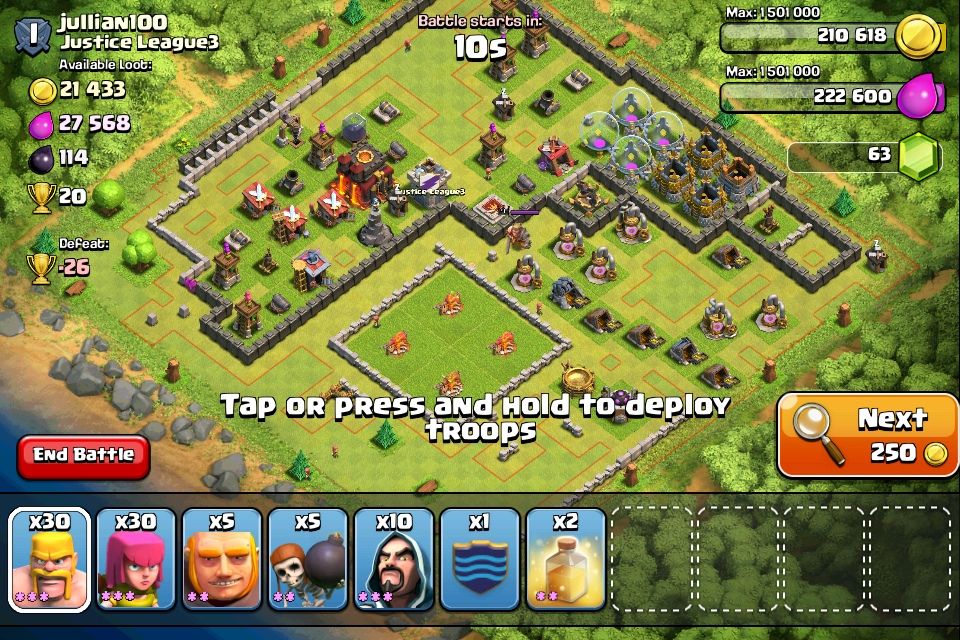 1
jullian100
Justice League3
Available Loot:
21 433
27 568
114
20
Defeat:
-26
Battle starts in:
10s
Max: 1 501 000
210 618
Max: 1 501 000
222 600
63
Justice League3
Tap or press and hold to deploy
troops
End Battle
Next
250
x30
x30
x5
x5
x10
x1
x2